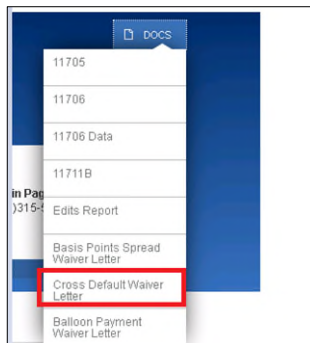 DOCS
11705
11706
11706 Data
11711B
in Pag
)315-5
Edits Report
Basis Points Spread
Waiver Letter
Cross Default Waiver
Letter
Balloon Payment
Waiver Letter